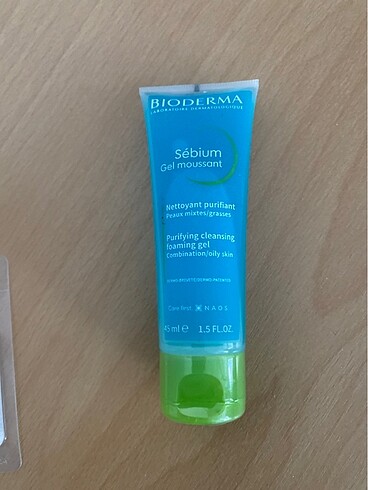 BIODERMA
LABORATOIRE DERMATOLOGIQUE
Sébium
Gel moussant
Nettoyant purifiant
Peaux mixtes/grasses
Purifying cleansing
foaming gel
Combination/oily skin
Care first. NAOS
45 ml e 1.5 FL.OZ.